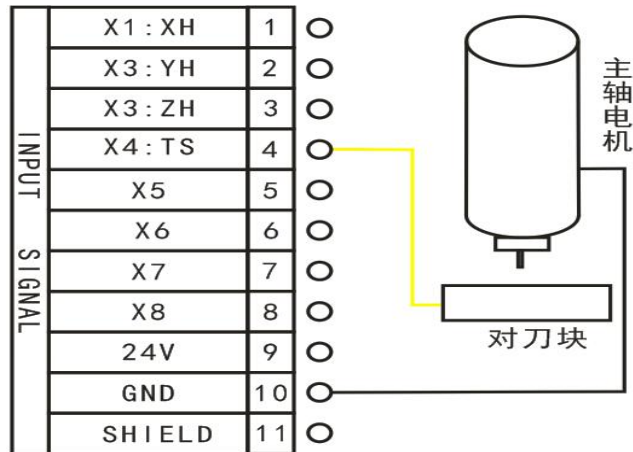 INPUT SIGNAL
X1:XH 1
X3:YH 2
X3:ZH 3
X4:TS 4
X5 5
X6 6
X7 7
X8 8
24V 9
GND 10
SHIELD 11
主轴电机
对刀块